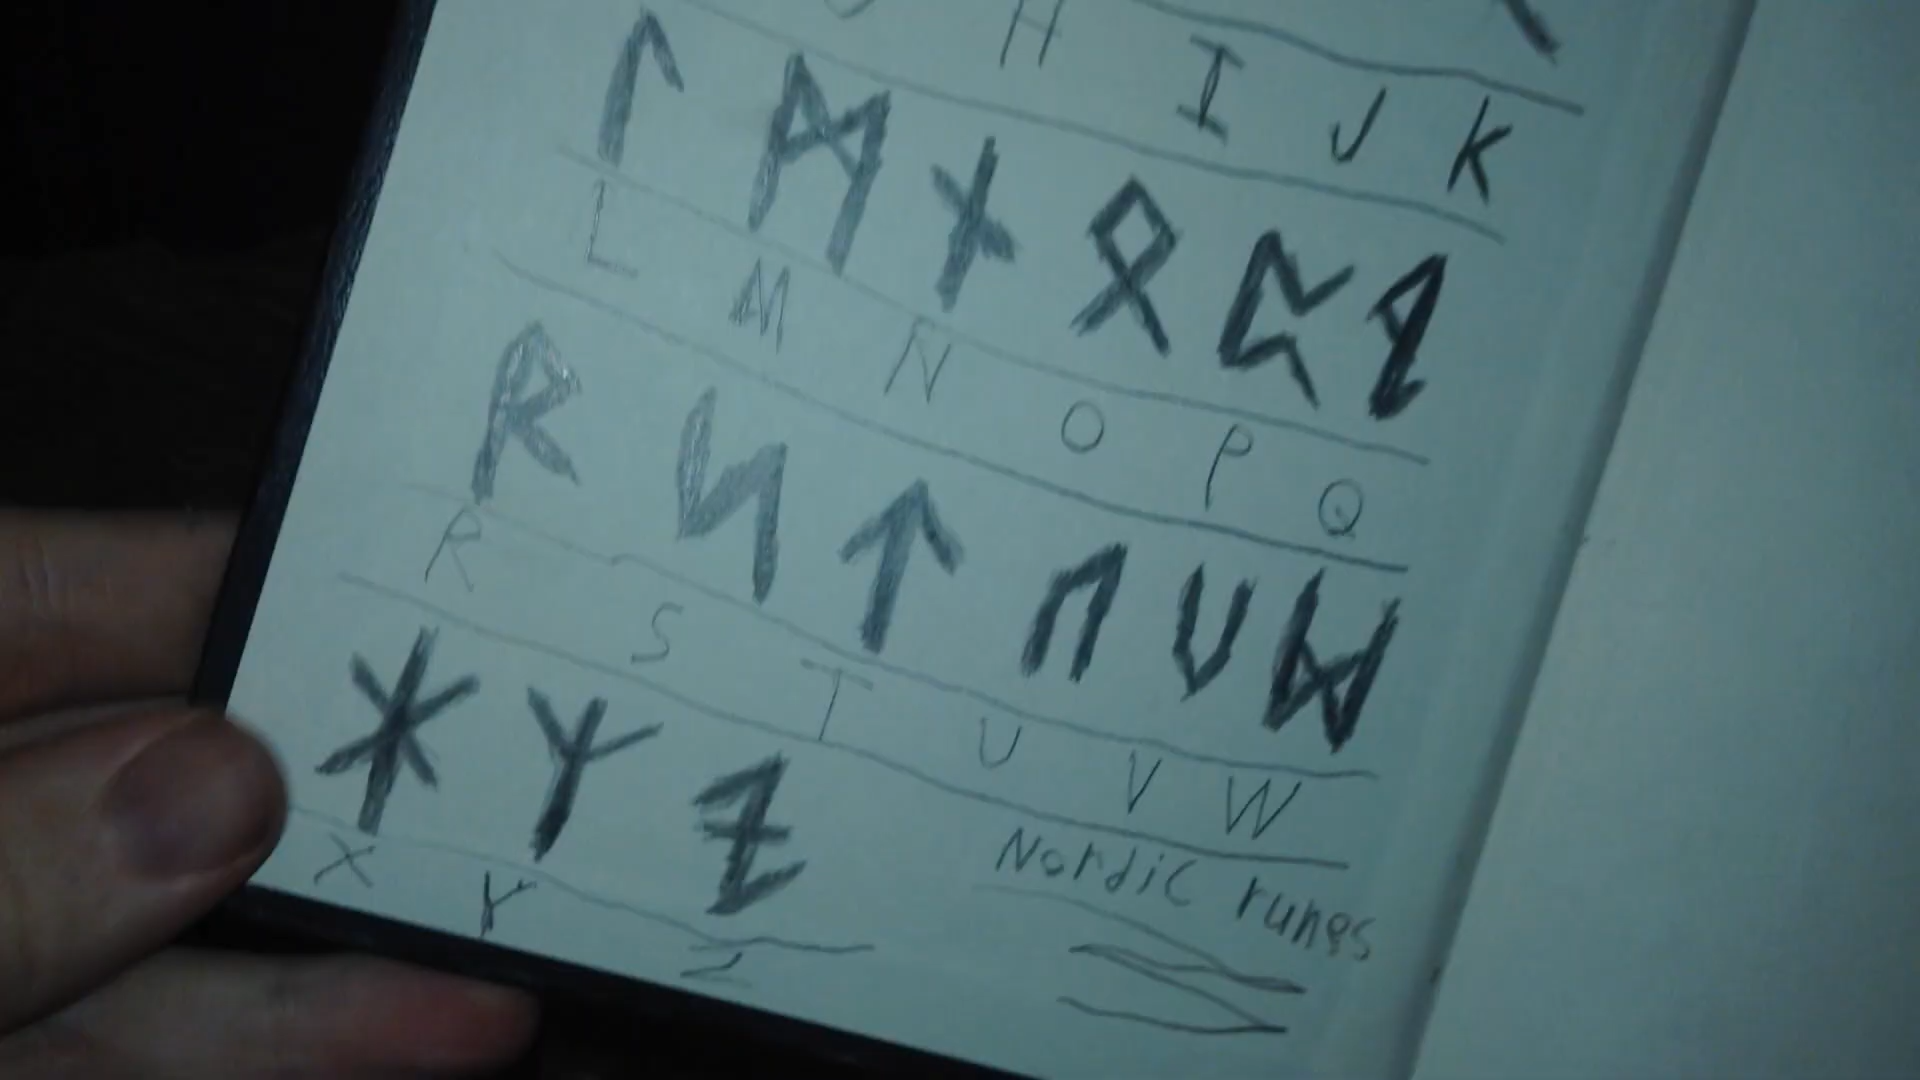 H I J K
ᛚ ᛗ ᚾ ᛟ ᛈ ᛩ
L M N O P Q
ᚱ ᛋ ᛏ ᚢ ᚡ ᛞ
R S T U V W
ᛡ ᛉ Ƶ
X Y Z
Nordic runes